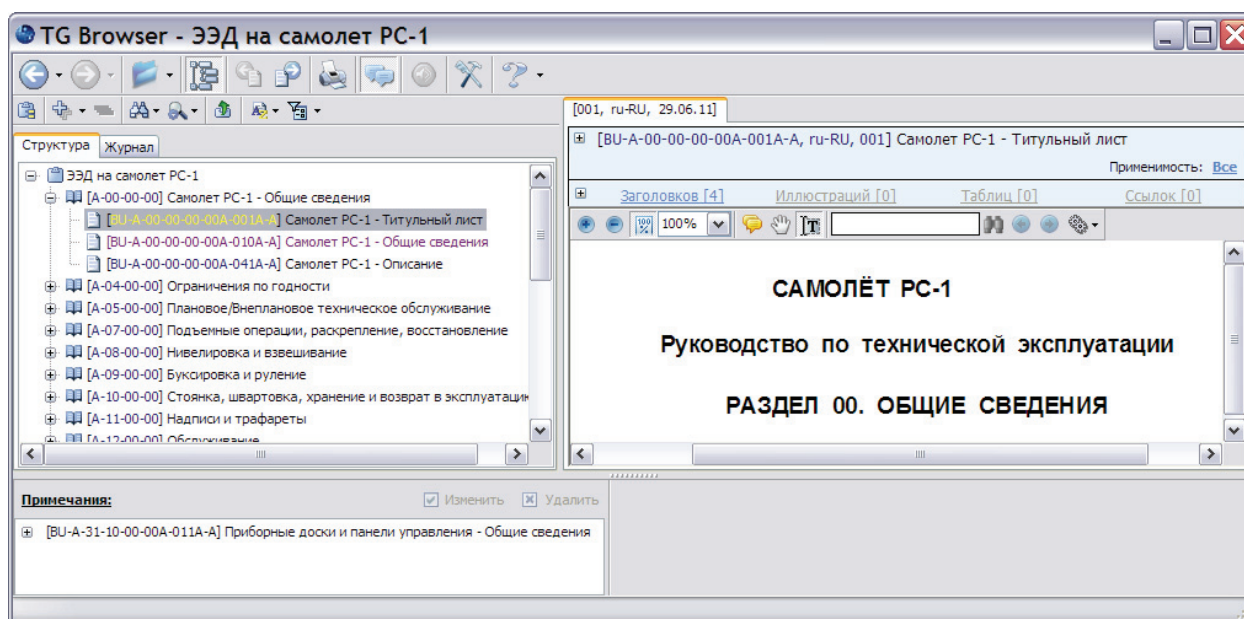 TG Browser - ЭЭД на самолет РС-1
[001, ru-RU, 29.06.11]
Структура Журнал
ЭЭД на самолет РС-1
[A-00-00-00] Самолет РС-1 - Общие сведения
[BU-A-00-00-00-00A-001A-A] Самолет РС-1 - Титульный лист
[BU-A-00-00-00-00A-010A-A] Самолет РС-1 - Общие сведения
[BU-A-00-00-00-00A-041A-A] Самолет РС-1 - Описание
[A-04-00-00] Ограничения по годности
[A-05-00-00] Плановое/Внеплановое техническое обслуживание
[A-07-00-00] Подъемные операции, раскрепление, восстановление
[A-08-00-00] Нивелировка и взвешивание
[A-09-00-00] Буксировка и руление
[A-10-00-00] Стоянка, швартовка, хранение и возврат в эксплуатаци
[A-11-00-00] Надписи и трафареты
[A-12-00-00] Обслуживание
[BU-A-00-00-00-00A-001A-A, ru-RU, 001] Самолет РС-1 - Титульный лист
Применимость: Все
Заголовков [4] Иллюстраций [0] Таблиц [0] Ссылок [0]
100%
САМОЛЁТ РС-1
Руководство по технической эксплуатации
РАЗДЕЛ 00. ОБЩИЕ СВЕДЕНИЯ
Примечания: Изменить Удалить
[BU-A-31-10-00-00A-011A-A] Приборные доски и панели управления - Общие сведения